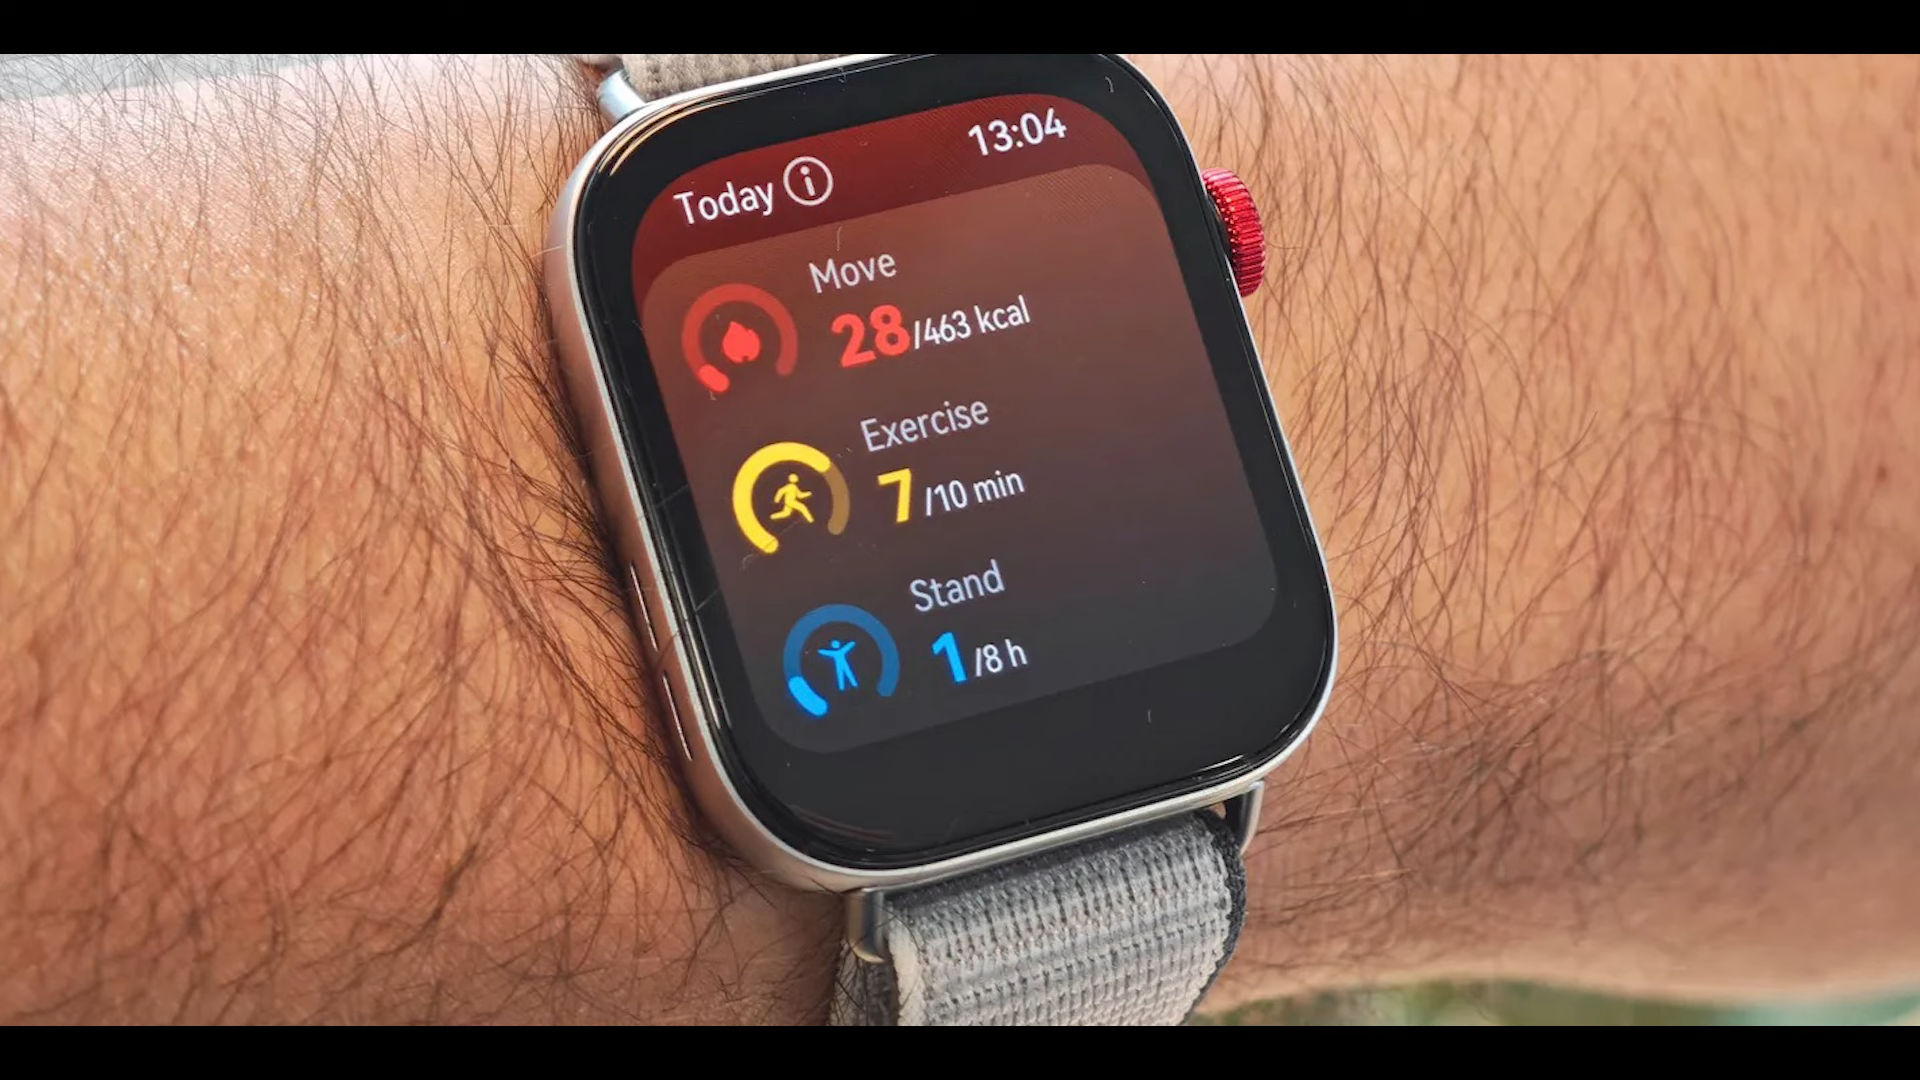 13:04
Today
Move
28/463 kcal
Exercise
7/10 min
Stand
1/8 h